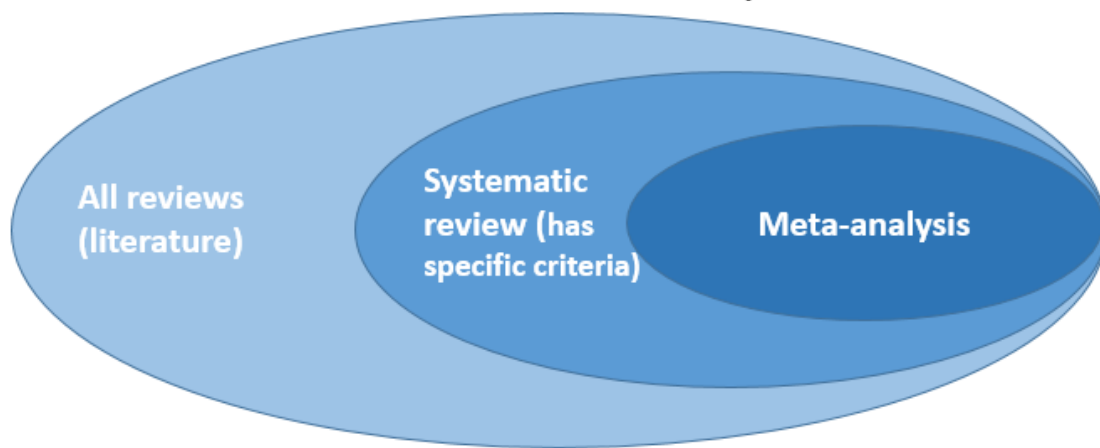 All reviews
(literature)
Systematic
review (has
specific criteria)
Meta-analysis